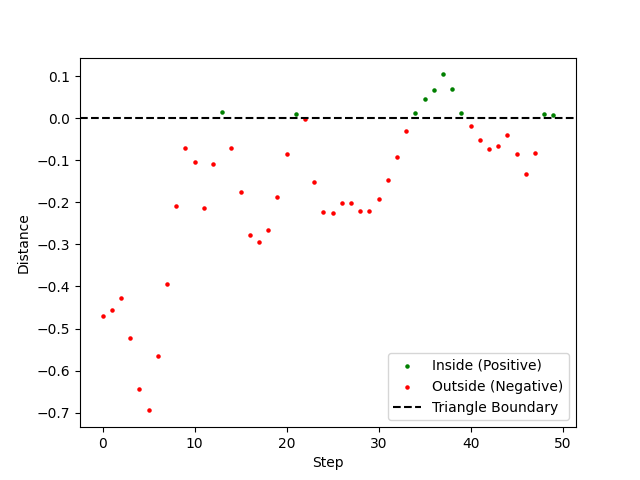 0.1
0.0
−0.1
−0.2
−0.3
−0.4
−0.5
−0.6
−0.7
Distance
Inside (Positive)
Outside (Negative)
Triangle Boundary
0 10 20 30 40 50
Step